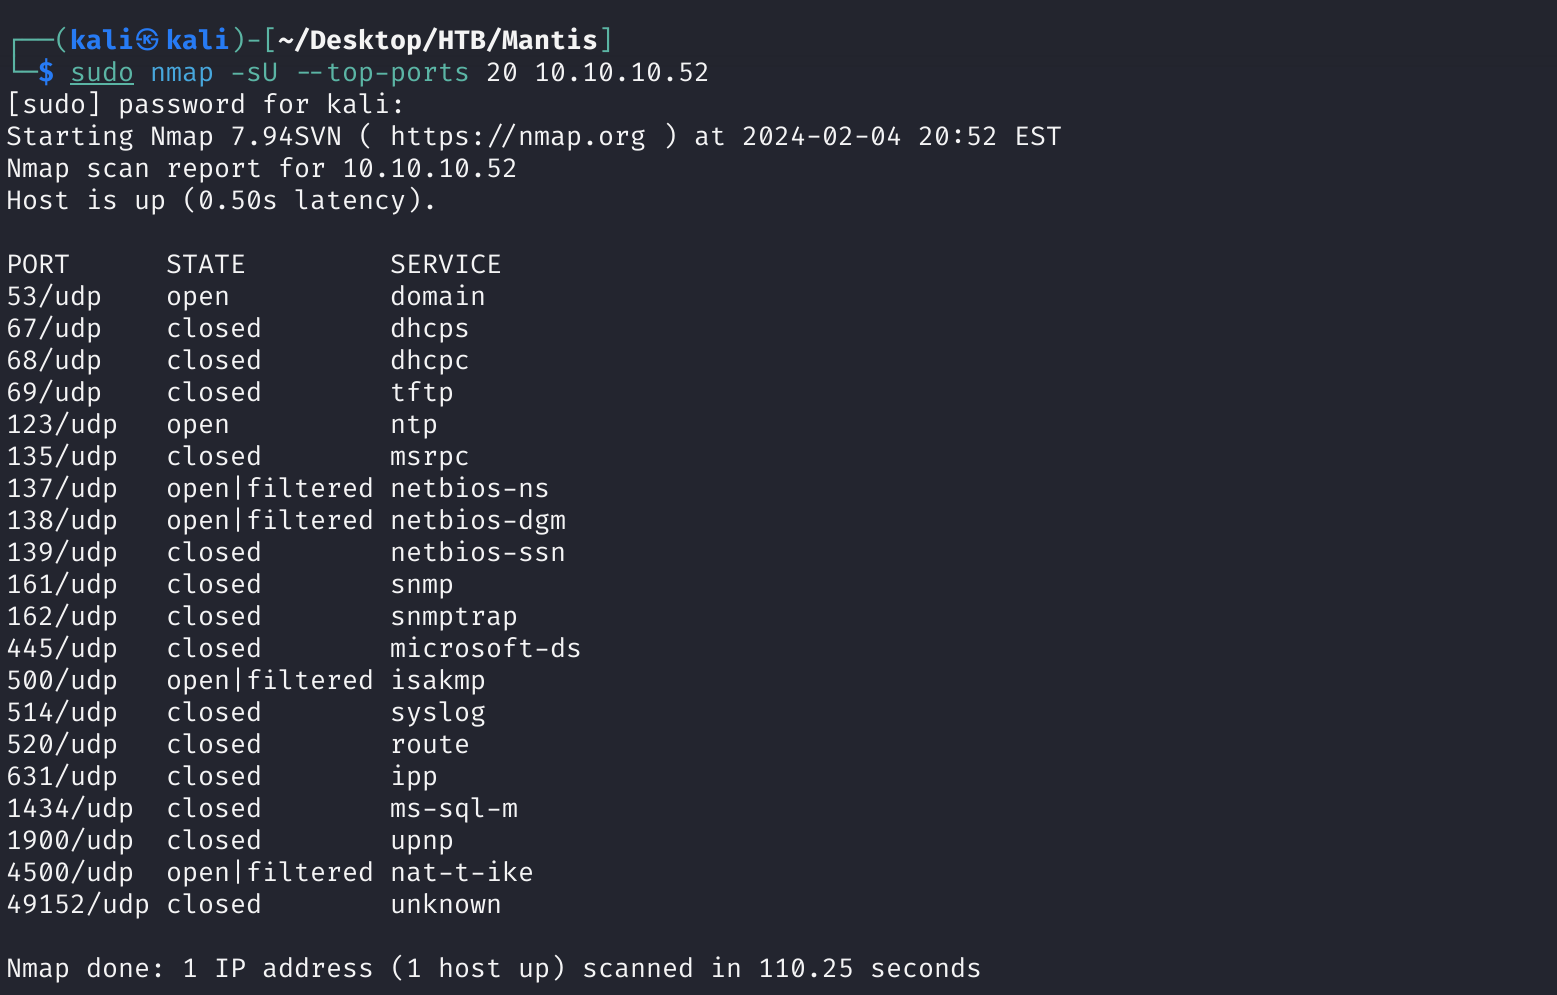 ┌──(kali㉿kali)-[~/Desktop/HTB/Mantis]
└─$ sudo nmap -sU --top-ports 20 10.10.10.52
[sudo] password for kali:
Starting Nmap 7.94SVN ( https://nmap.org ) at 2024-02-04 20:52 EST
Nmap scan report for 10.10.10.52
Host is up (0.50s latency).

PORT      STATE         SERVICE
53/udp    open          domain
67/udp    closed        dhcps
68/udp    closed        dhcpc
69/udp    closed        tftp
123/udp   open          ntp
135/udp   closed        msrpc
137/udp   open|filtered netbios-ns
138/udp   open|filtered netbios-dgm
139/udp   closed        netbios-ssn
161/udp   closed        snmp
162/udp   closed        snmptrap
445/udp   closed        microsoft-ds
500/udp   open|filtered isakmp
514/udp   closed        syslog
520/udp   closed        route
631/udp   closed        ipp
1434/udp  closed        ms-sql-m
1900/udp  closed        upnp
4500/udp  open|filtered nat-t-ike
49152/udp closed        unknown

Nmap done: 1 IP address (1 host up) scanned in 110.25 seconds